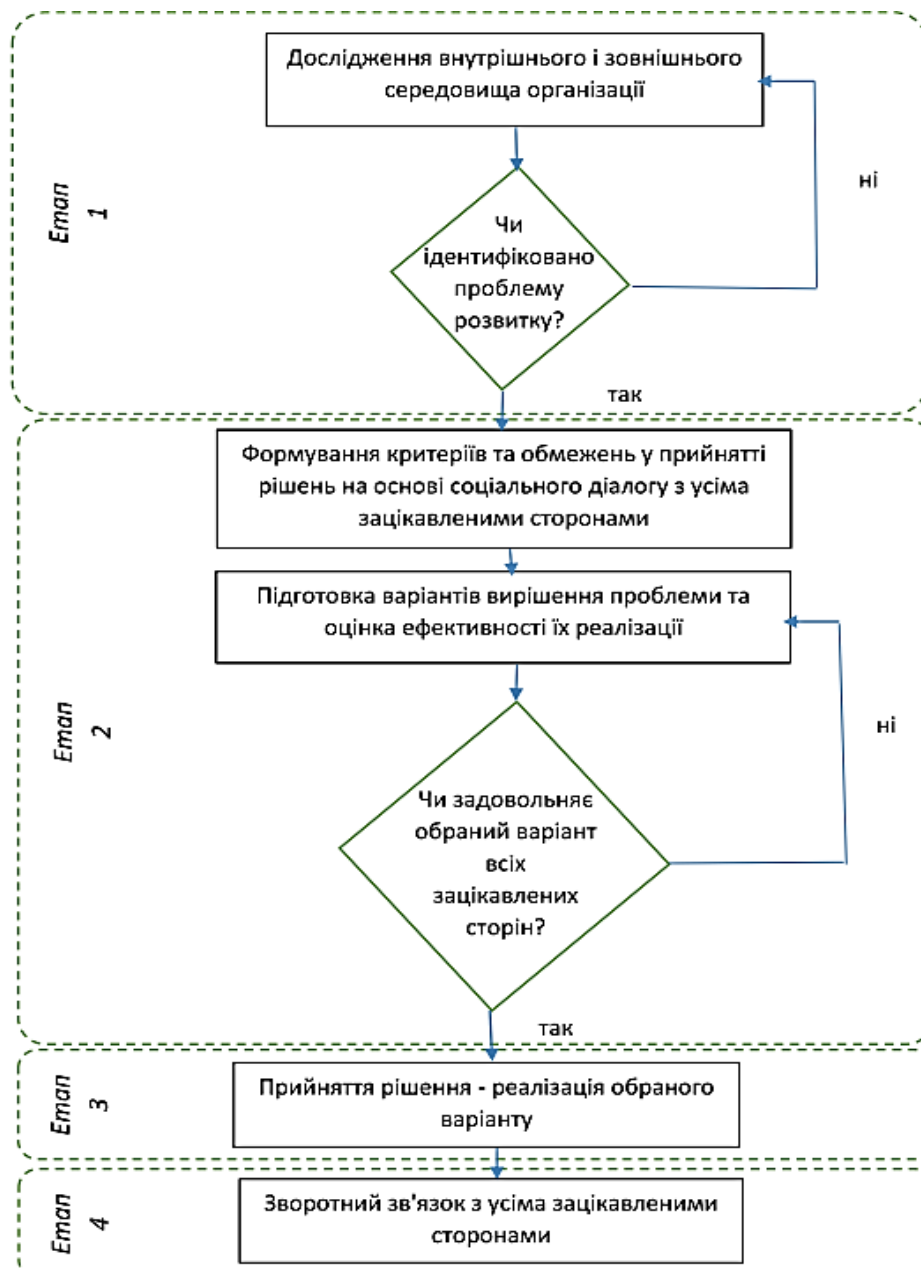 Дослідження внутрішнього і зовнішнього
середовища організації
ні
Етап
1
Чи
ідентифіковано
проблему
розвитку?
так
Формування критеріїв та обмежень у прийнятті
рішень на основі соціального діалогу з усіма
зацікавленими сторонами
Підготовка варіантів вирішення проблеми та
оцінка ефективності їх реалізації
Етап
2
ні
Чи задовольняє
обраний варіант
всіх
зацікавлених
сторін?
так
Етап
3
Прийняття рішення - реалізація обраного
варіанту
Етап
4
Зворотний зв'язок з усіма зацікавленими
сторонами